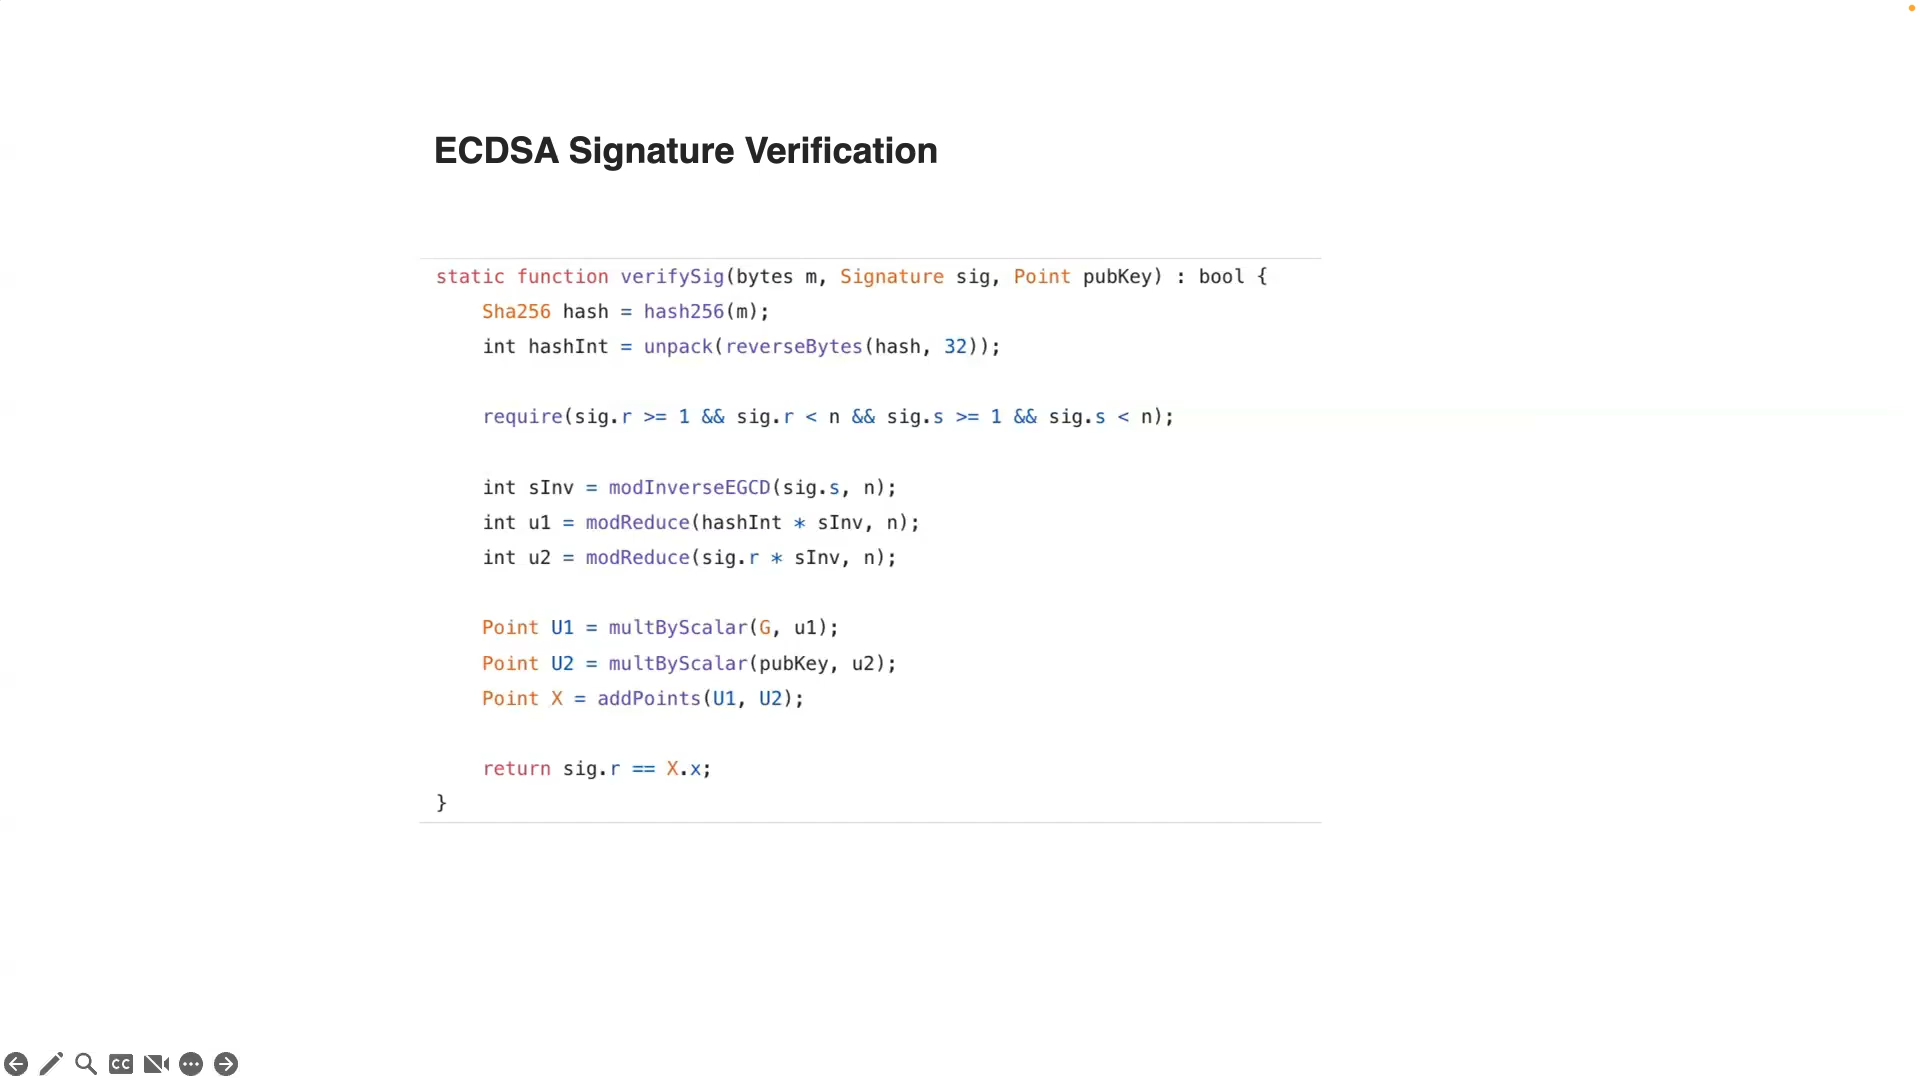 ECDSA Signature Verification
static function verifySig(bytes m, Signature sig, Point pubKey) : bool {
Sha256 hash = hash256(m);
int hashInt = unpack(reverseBytes(hash, 32));
require(sig.r >= 1 && sig.r < n && sig.s >= 1 && sig.s < n);
int sInv = modInverseEGCD(sig.s, n);
int u1 = modReduce(hashInt * sInv, n);
int u2 = modReduce(sig.r * sInv, n);
Point U1 = multByScalar(G, u1);
Point U2 = multByScalar(pubKey, u2);
Point X = addPoints(U1, U2);
return sig.r == X.x;
}
CC